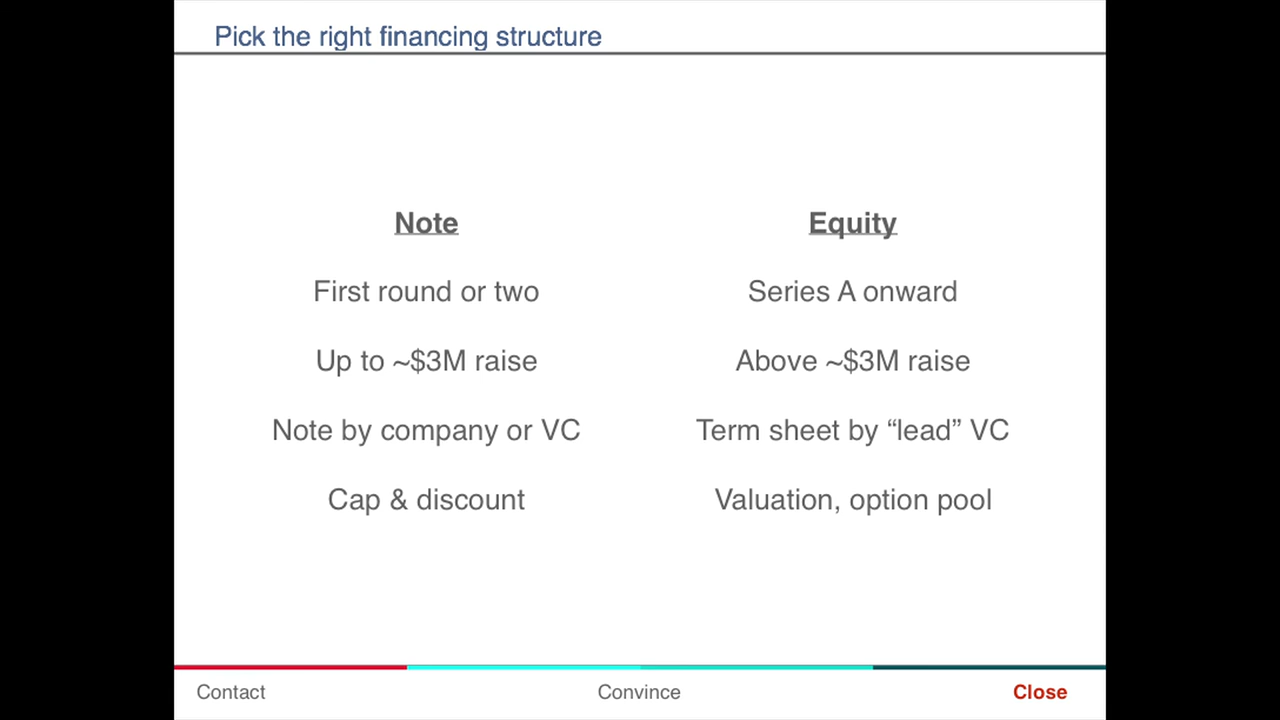 Pick the right financing structure
Note
Equity
First round or two
Series A onward
Up to ~$3M raise
Above ~$3M raise
Note by company or VC
Term sheet by “lead” VC
Cap & discount
Valuation, option pool
Contact
Convince
Close